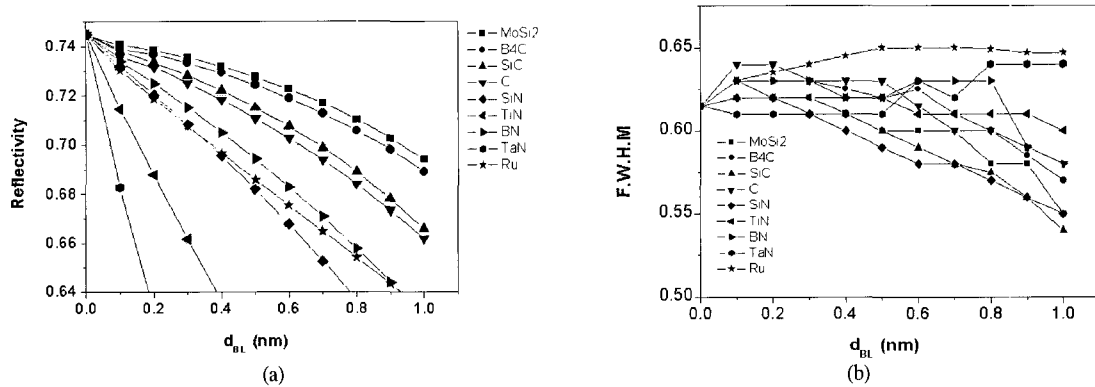 0.74
0.72
0.70
0.68
0.66
0.64
Reflectivity
0.0
0.2
0.4
0.6
0.8
1.0
d_BL (nm)
MoSi2
B4C
SiC
C
SiN
TiN
BN
TaN
Ru
(a)
0.65
0.60
0.55
0.50
F.W.H.M
MoSi2
B4C
SiC
C
SiN
TiN
BN
TaN
Ru
0.0
0.2
0.4
0.6
0.8
1.0
d_BL (nm)
(b)